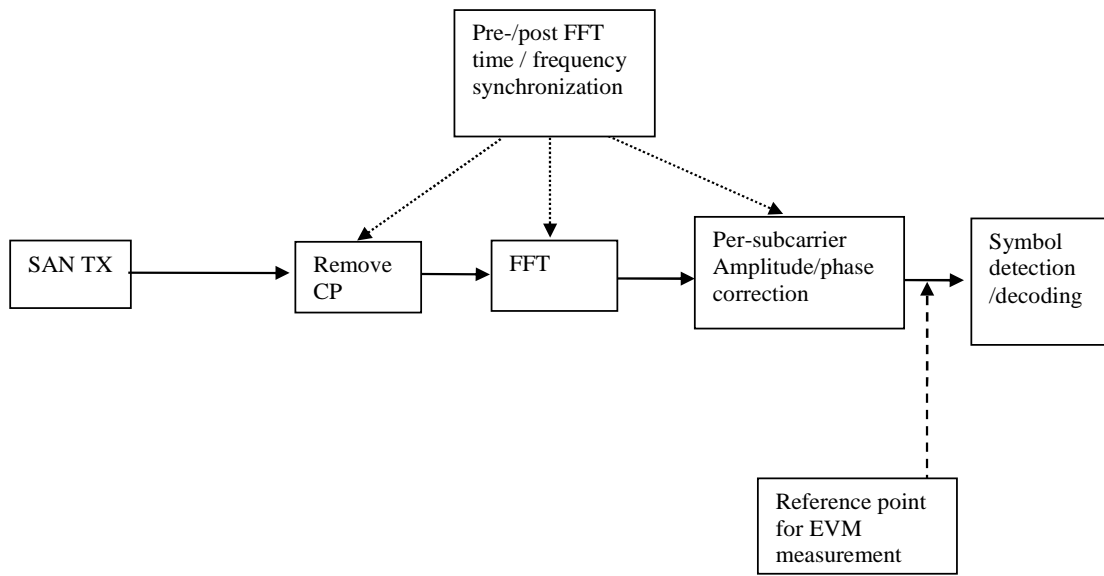 Pre-/post FFT
time / frequency
synchronization
SAN TX
Remove
CP
FFT
Per-subcarrier
Amplitude/phase
correction
Symbol
detection
/decoding
Reference point
for EVM
measurement